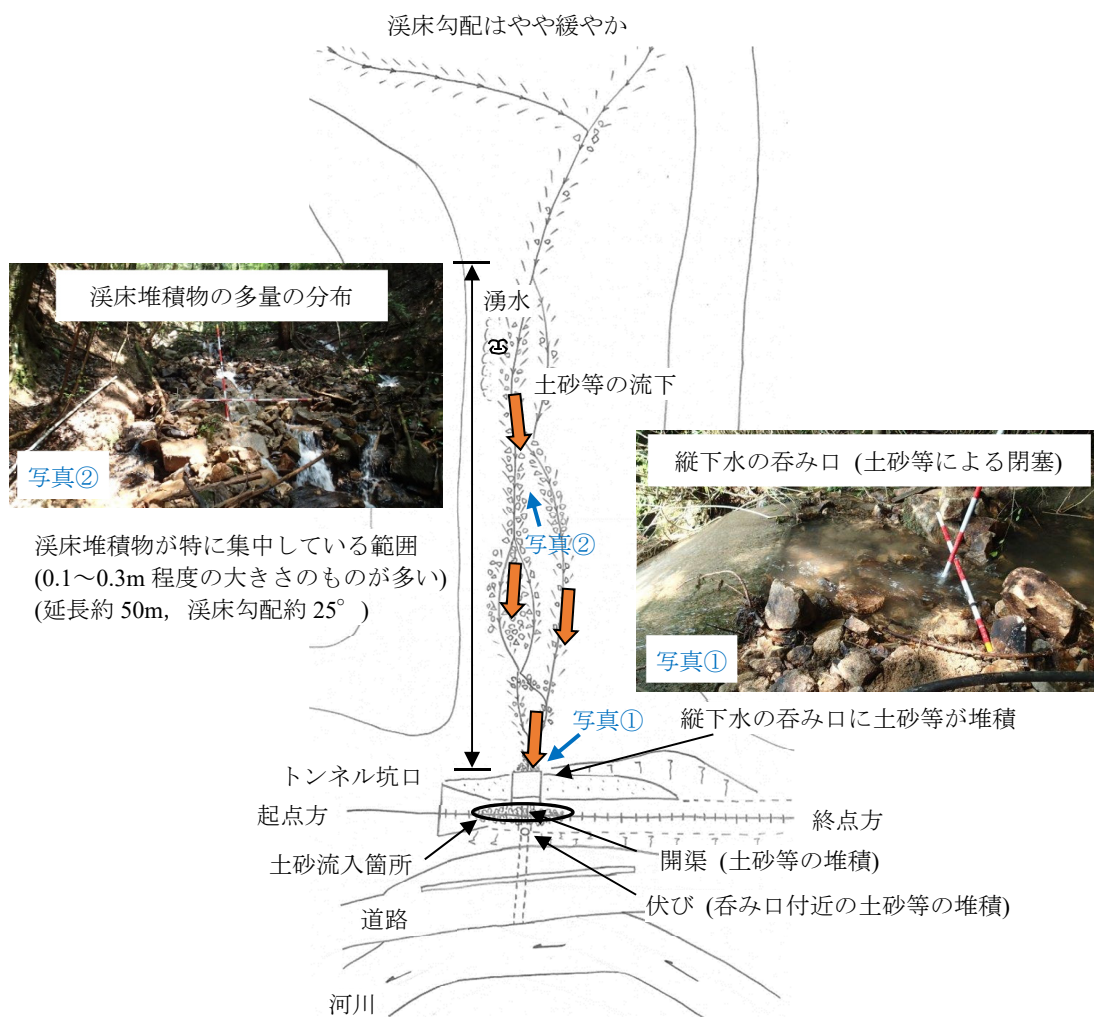 渓床勾配はやや緩やか
渓床堆積物の多量の分布
写真②
渓床堆積物が特に集中している範囲
(0.1～0.3m 程度の大きさのものが多い)
(延長約 50m，渓床勾配約 25°)
湧水
土砂等の流下
写真②
縦下水の呑み口 (土砂等による閉塞)
写真①
写真①
縦下水の呑み口に土砂等が堆積
トンネル坑口
起点方
終点方
土砂流入箇所
開渠 (土砂等の堆積)
伏び (呑み口付近の土砂等の堆積)
道路
河川